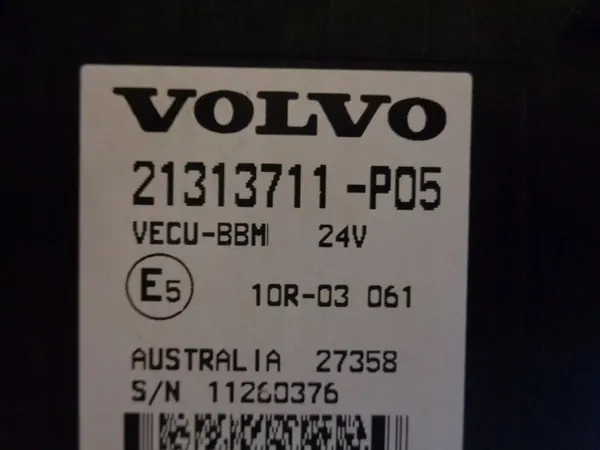 VOLVO
21313711-P05
VECU-BBM 24V
E5 10R-03 061
AUSTRALIA 27358
S/N 11260376